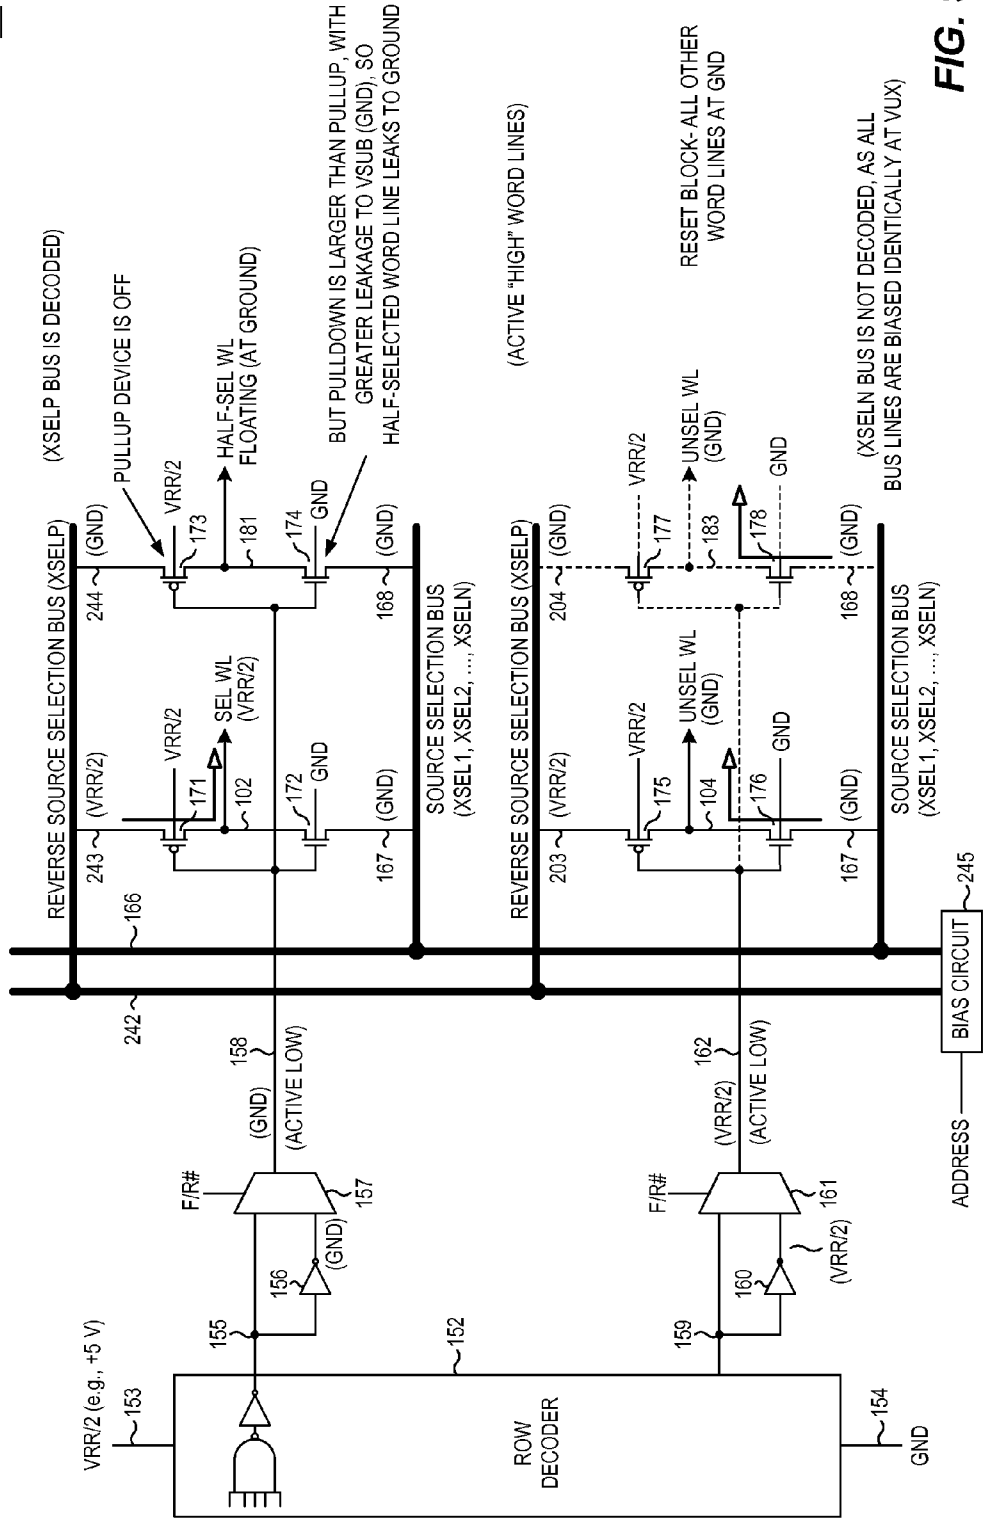 VRR/2 (e.g., +5 V)
153
ROW
DECODER
152
154
GND
155
156
(GND)
F/R#
157
158
(GND)
(ACTIVE LOW)
159
160
(VRR/2)
F/R#
161
162
(VRR/2)
(ACTIVE LOW)
ADDRESS
BIAS CIRCUIT
245
242
166
REVERSE SOURCE SELECTION BUS (XSELP)
(XSELP BUS IS DECODED)
243
(VRR/2)
171
VRR/2
SEL WL
(VRR/2)
102
172
GND
167
(GND)
244
(GND)
PULLUP DEVICE IS OFF
VRR/2
173
HALF-SEL WL
FLOATING (AT GROUND)
181
174
GND
168
(GND)
BUT PULLDOWN IS LARGER THAN PULLUP, WITH
GREATER LEAKAGE TO VSUB (GND), SO
HALF-SELECTED WORD LINE LEAKS TO GROUND
SOURCE SELECTION BUS
(XSEL1, XSEL2, ..., XSELN)
(ACTIVE “HIGH” WORD LINES)
REVERSE SOURCE SELECTION BUS (XSELP)
203
(VRR/2)
VRR/2
175
UNSEL WL
(GND)
104
176
GND
167
(GND)
204
(GND)
VRR/2
177
UNSEL WL
(GND)
183
178
GND
168
(GND)
RESET BLOCK- ALL OTHER
WORD LINES AT GND
SOURCE SELECTION BUS
(XSEL1, XSEL2, ..., XSELN)
(XSELN BUS IS NOT DECODED, AS ALL
BUS LINES ARE BIASED IDENTICALLY AT VUX)
FIG.